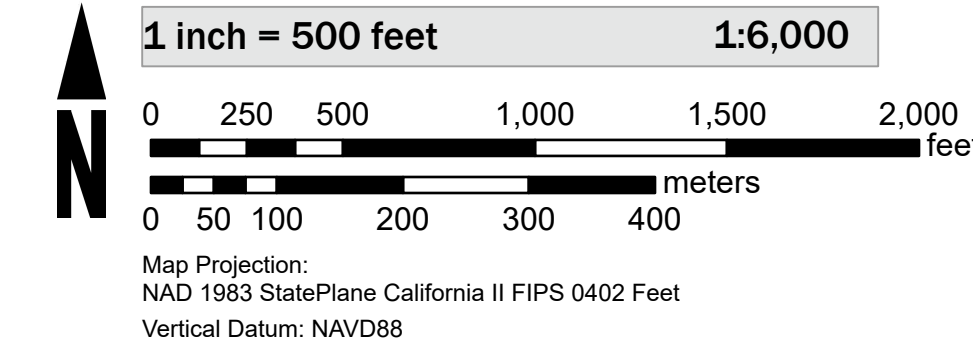 1 inch = 500 feet 1:6,000
0 250 500 1,000 1,500 2,000
feet
meters
0 50 100 200 300 400
N
Map Projection:
NAD 1983 StatePlane California II FIPS 0402 Feet
Vertical Datum: NAVD88